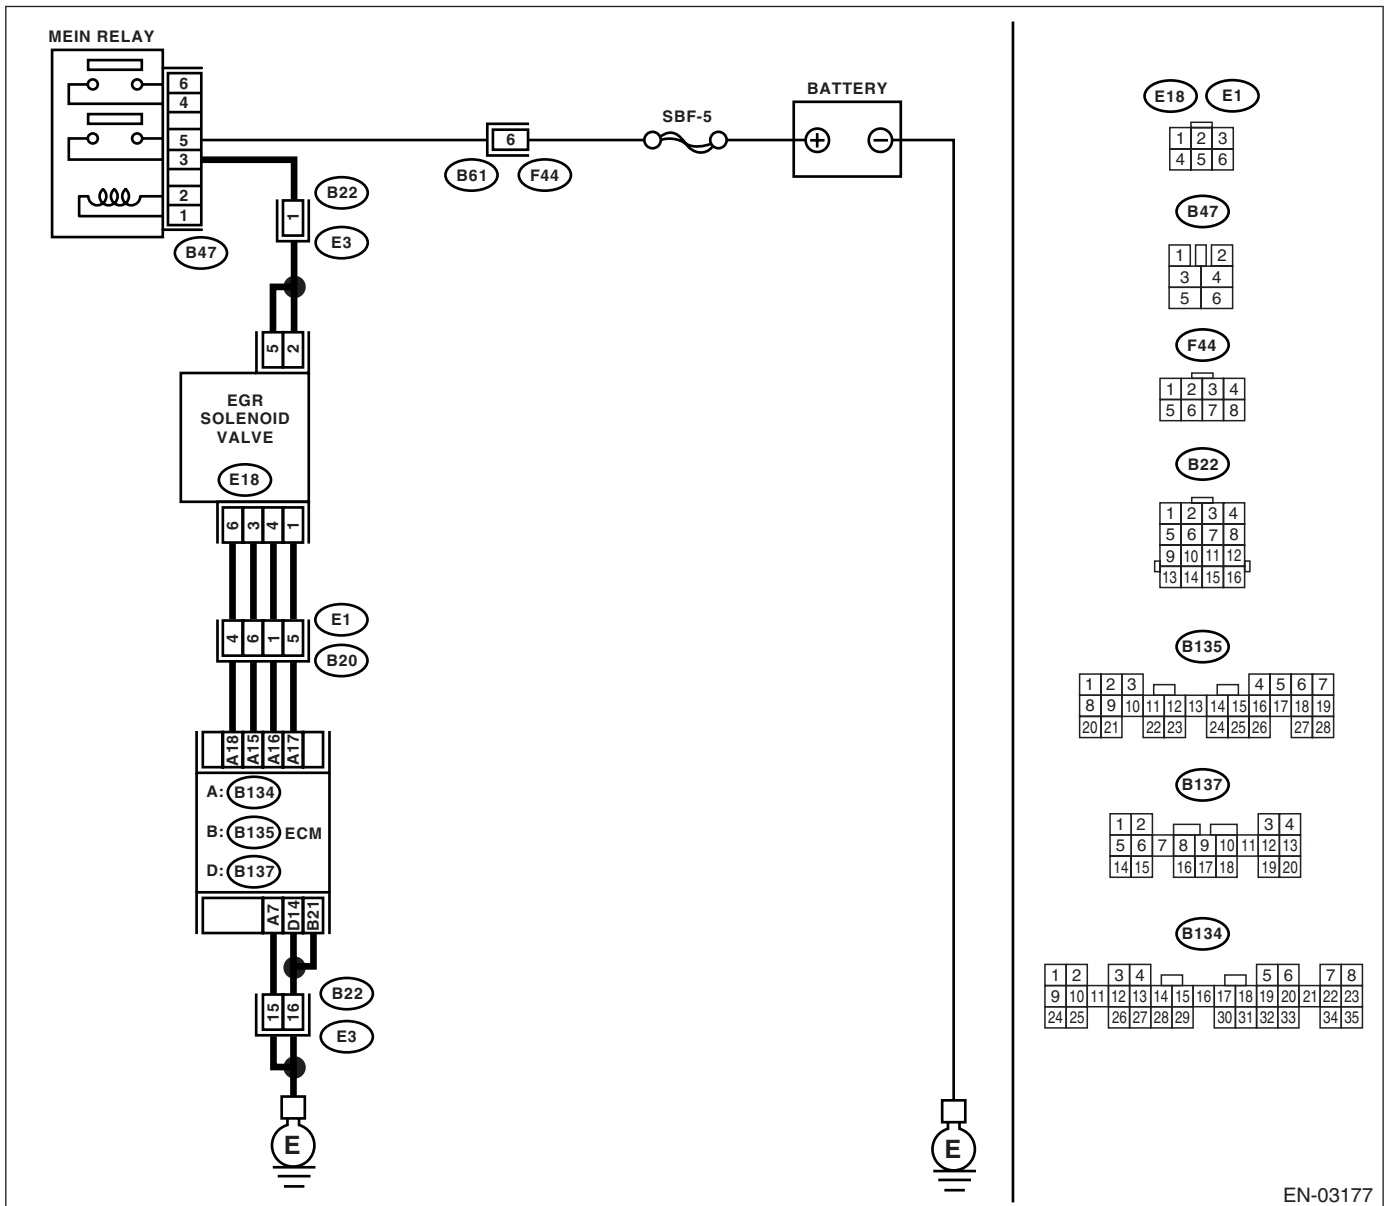 MEIN RELAY
6
4
5
3
2
1
B47
B22
1
E3
B61
6
F44
SBF-5
BATTERY
5 2
EGR
SOLENOID
VALVE
E18
6 3 4 1
E1
4 6 1 5
B20
A18 A15 A16 A17
A: B134
B: B135 ECM
D: B137
A7 D14 B21
B22
15 16
E3
E
E
E18 E1
1 2 3
4 5 6
B47
1 2
3 4
5 6
F44
1 2 3 4
5 6 7 8
B22
1 2 3 4
5 6 7 8
9 10 11 12
13 14 15 16
B135
1 2 3 4 5 6 7
8 9 10 11 12 13 14 15 16 17 18 19
20 21 22 23 24 25 26 27 28
B137
1 2 3 4
5 6 7 8 9 10 11 12 13
14 15 16 17 18 19 20
B134
1 2 3 4 5 6 7 8
9 10 11 12 13 14 15 16 17 18 19 20 21 22 23
24 25 26 27 28 29 30 31 32 33 34 35
EN-03177